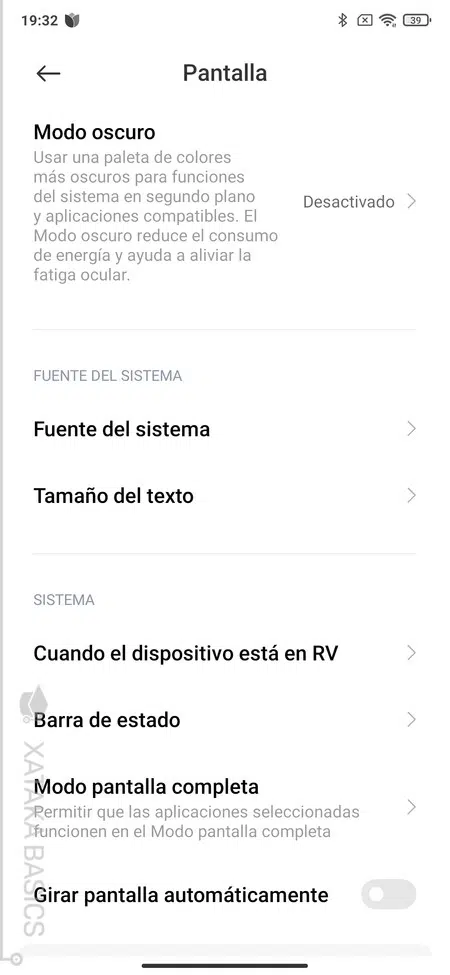 19:32
39
Pantalla
Modo oscuro
Usar una paleta de colores
más oscuros para funciones
del sistema en segundo plano
y aplicaciones compatibles. El
Modo oscuro reduce el consumo
de energía y ayuda a aliviar la
fatiga ocular.
Desactivado
FUENTE DEL SISTEMA
Fuente del sistema
Tamaño del texto
SISTEMA
Cuando el dispositivo está en RV
Barra de estado
Modo pantalla completa
Permitir que las aplicaciones seleccionadas
funcionen en el Modo pantalla completa
Girar pantalla automáticamente
XATAKA BASICS